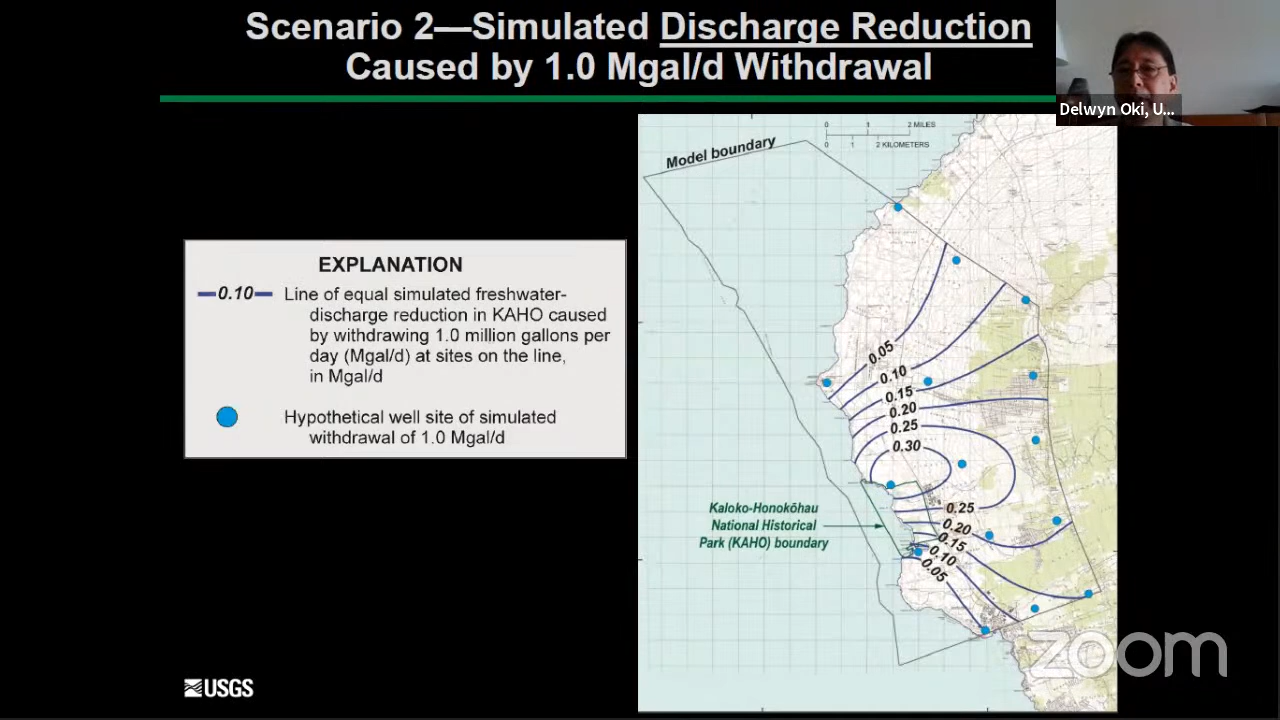 Scenario 2—Simulated Discharge Reduction
Caused by 1.0 Mgal/d Withdrawal
Delwyn Oki, U...
0 1 2 MILES
0 1 2 KILOMETERS
Model boundary
EXPLANATION
0.10
Line of equal simulated freshwater-
discharge reduction in KAHO caused
by withdrawing 1.0 million gallons per
day (Mgal/d) at sites on the line,
in Mgal/d
Hypothetical well site of simulated
withdrawal of 1.0 Mgal/d
0.05
0.10
0.15
0.20
0.25
0.30
0.25
0.20
0.15
0.10
0.05
Kaloko-Honokōhau
National Historical
Park (KAHO) boundary
USGS
zoom